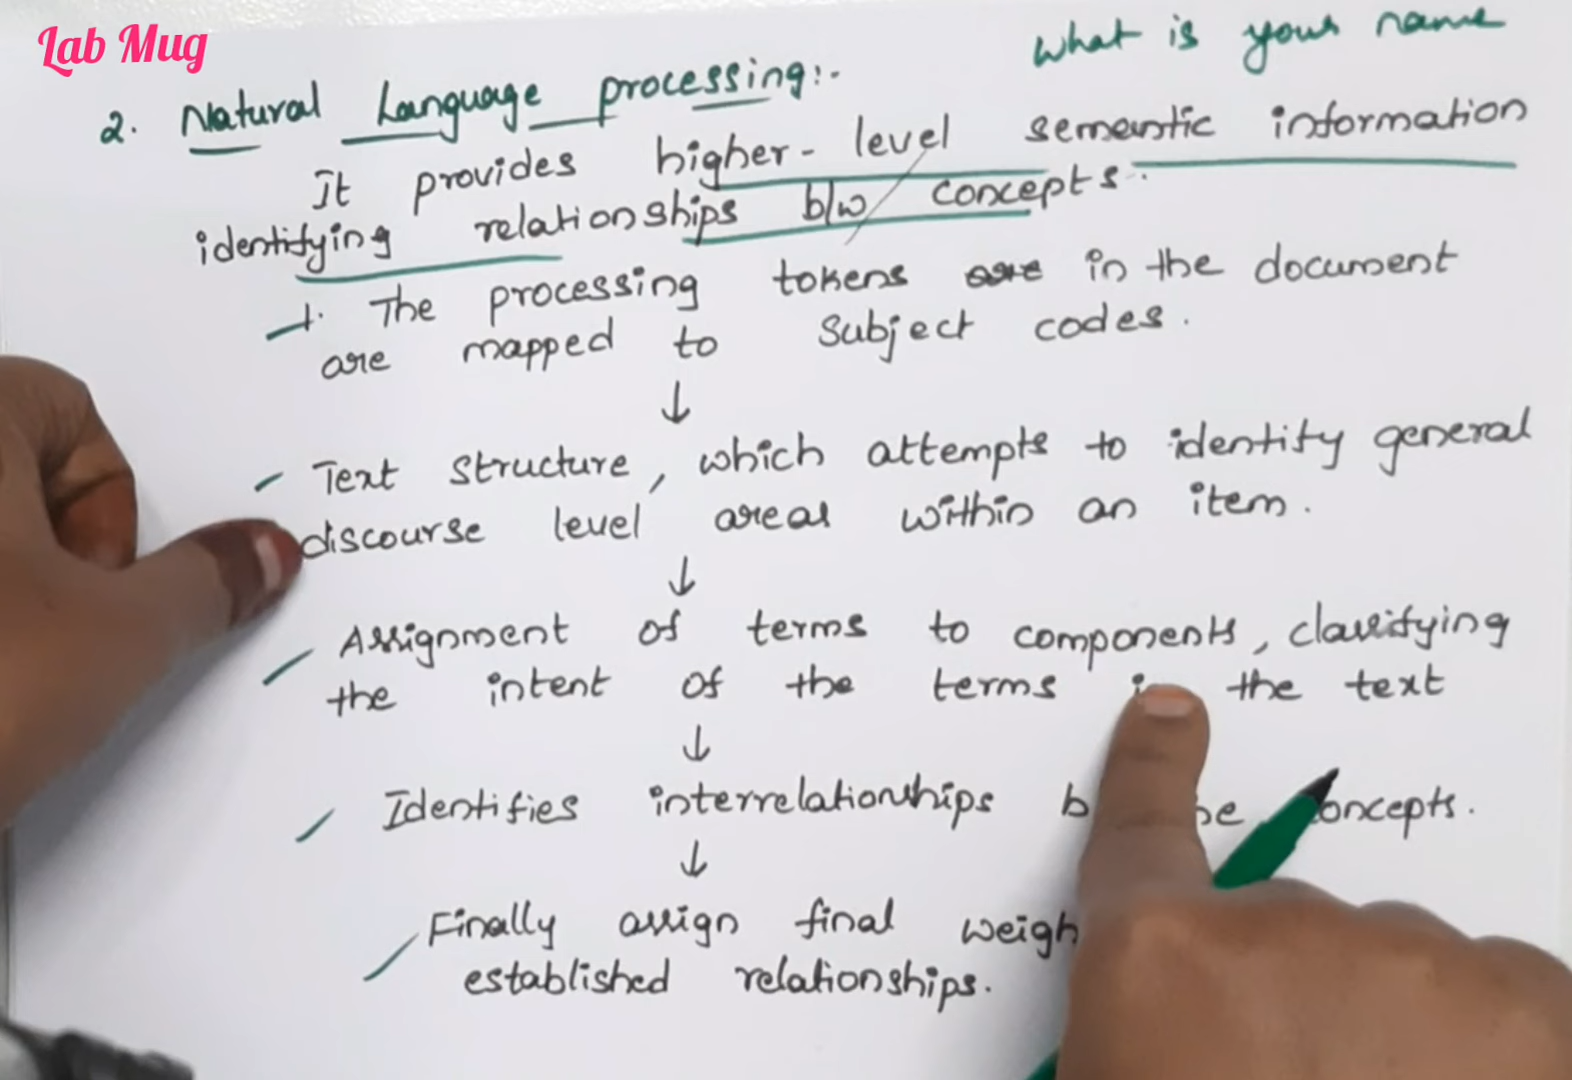 Lab Mug
What is your name
2. Natural Language processing:-
It provides higher-level semantic information
identifying relationships b/w concepts.
1. The processing tokens are in the document
are mapped to Subject codes.
↓
Text structure, which attempts to identify general
discourse level areas within an item.
↓
Assignment of terms to components, classifying
the intent of the terms the text
↓
Identifies interrelationships concepts.
↓
Finally assign final
established relationships.